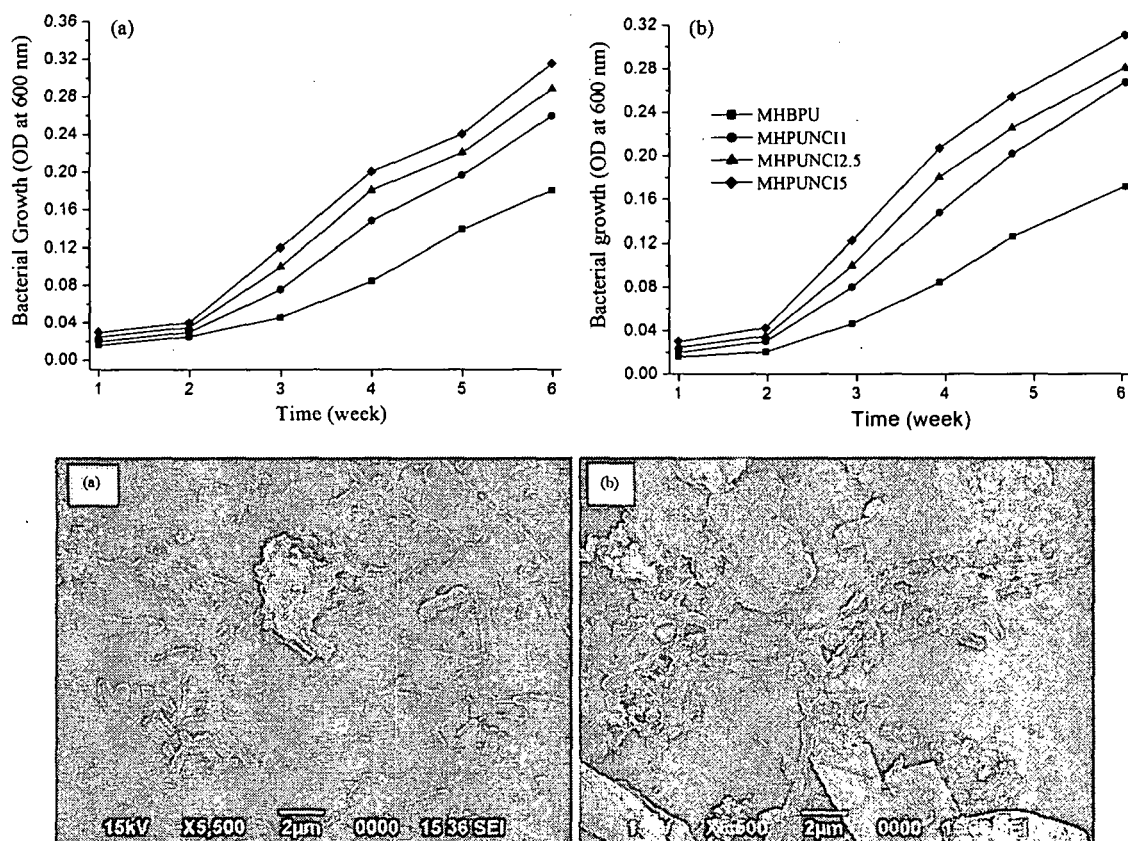 (a)
Bacterial Growth (OD at 600 nm)
0.36
0.32
0.28
0.24
0.20
0.16
0.12
0.08
0.04
0.00
1 2 3 4 5 6
Time (week)
(b)
Bacterial growth (OD at 600 nm)
0.32
0.28
0.24
0.20
0.16
0.12
0.08
0.04
0.00
MHBPU
MHPUNCl1
MHPUNCl2.5
MHPUNCl5
1 2 3 4 5 6
Time (week)
(a)
15kV X5,500 2µm 0000 15 36 SEI
(b)
2µm 0000